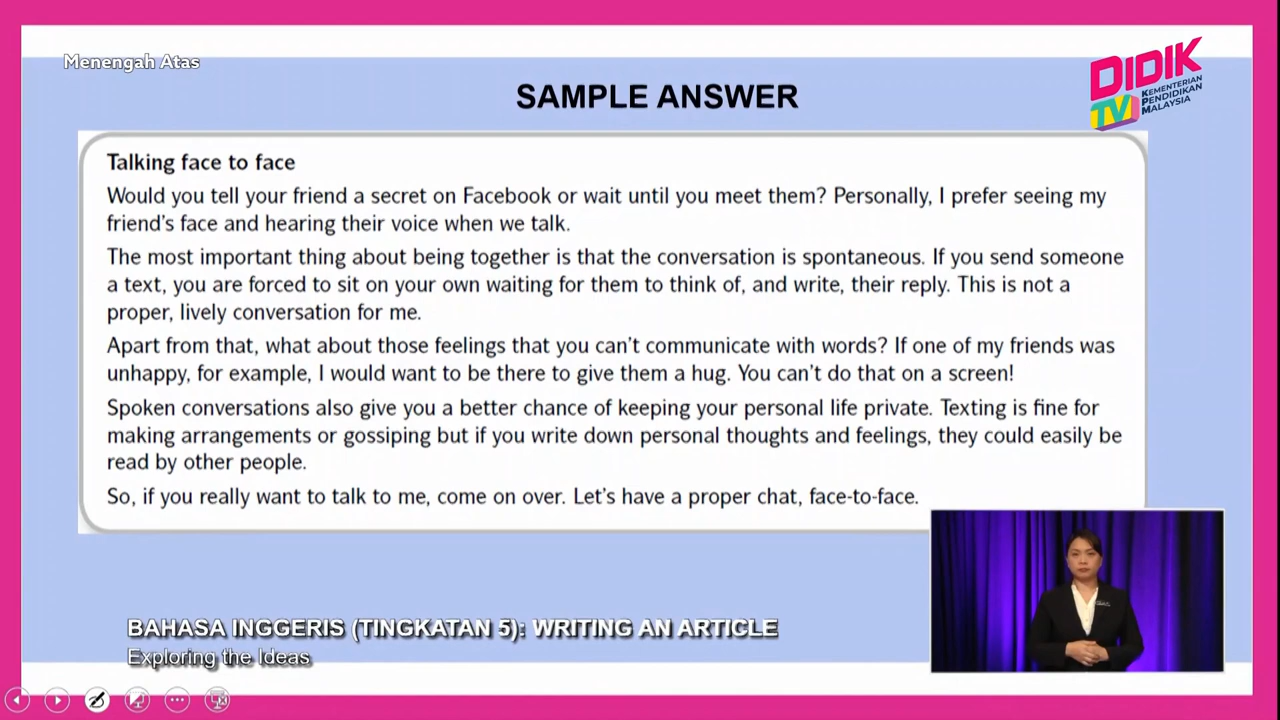 Menengah Atas
DIDIK
TV
KEMENTERIAN
PENDIDIKAN
MALAYSIA
SAMPLE ANSWER
Talking face to face
Would you tell your friend a secret on Facebook or wait until you meet them? Personally, I prefer seeing my
friend's face and hearing their voice when we talk.
The most important thing about being together is that the conversation is spontaneous. If you send someone
a text, you are forced to sit on your own waiting for them to think of, and write, their reply. This is not a
proper, lively conversation for me.
Apart from that, what about those feelings that you can't communicate with words? If one of my friends was
unhappy, for example, I would want to be there to give them a hug. You can't do that on a screen!
Spoken conversations also give you a better chance of keeping your personal life private. Texting is fine for
making arrangements or gossiping but if you write down personal thoughts and feelings, they could easily be
read by other people.
So, if you really want to talk to me, come on over. Let's have a proper chat, face-to-face.
BAHASA INGGERIS (TINGKATAN 5): WRITING AN ARTICLE
Exploring the Ideas